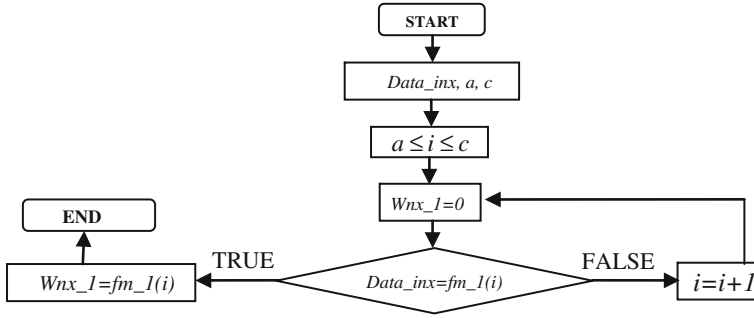 START
Data_inx, a, c
a ≤ i ≤ c
Wnx_1=0
END
TRUE
FALSE
Wnx_1=fm_1(i)
Data_inx=fm_1(i)
i=i+1